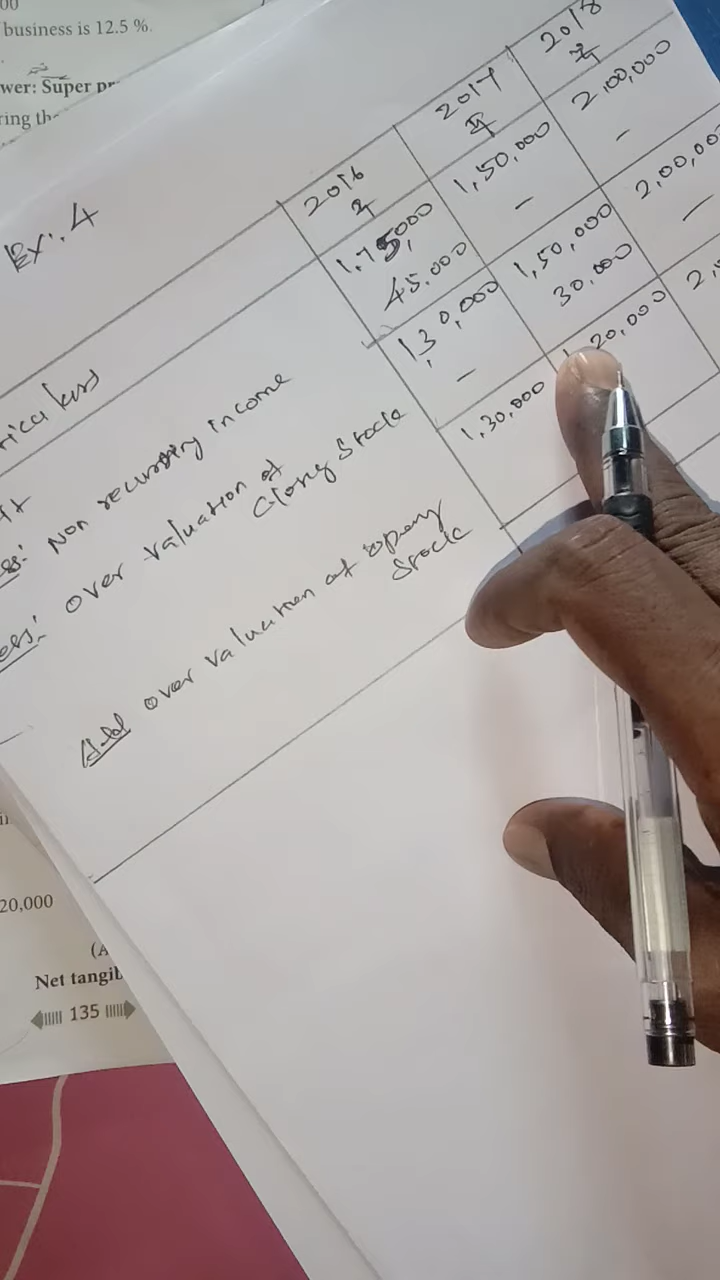 00
business is 12.5 %.
wer: Super pr
ring th
Ex:.4
2016
2017
2018
₹
₹
₹
1,75,000
1,50,000
2,00,000
45,000
–
–
1,30,000
1,50,000
2,00,000
–
30,000
–
1,30,000
20,000
2,
Non recurring income
over valuation of
Closing Stock
Add over valuation of opening
Stock
20,000
(A
Net tangib
135